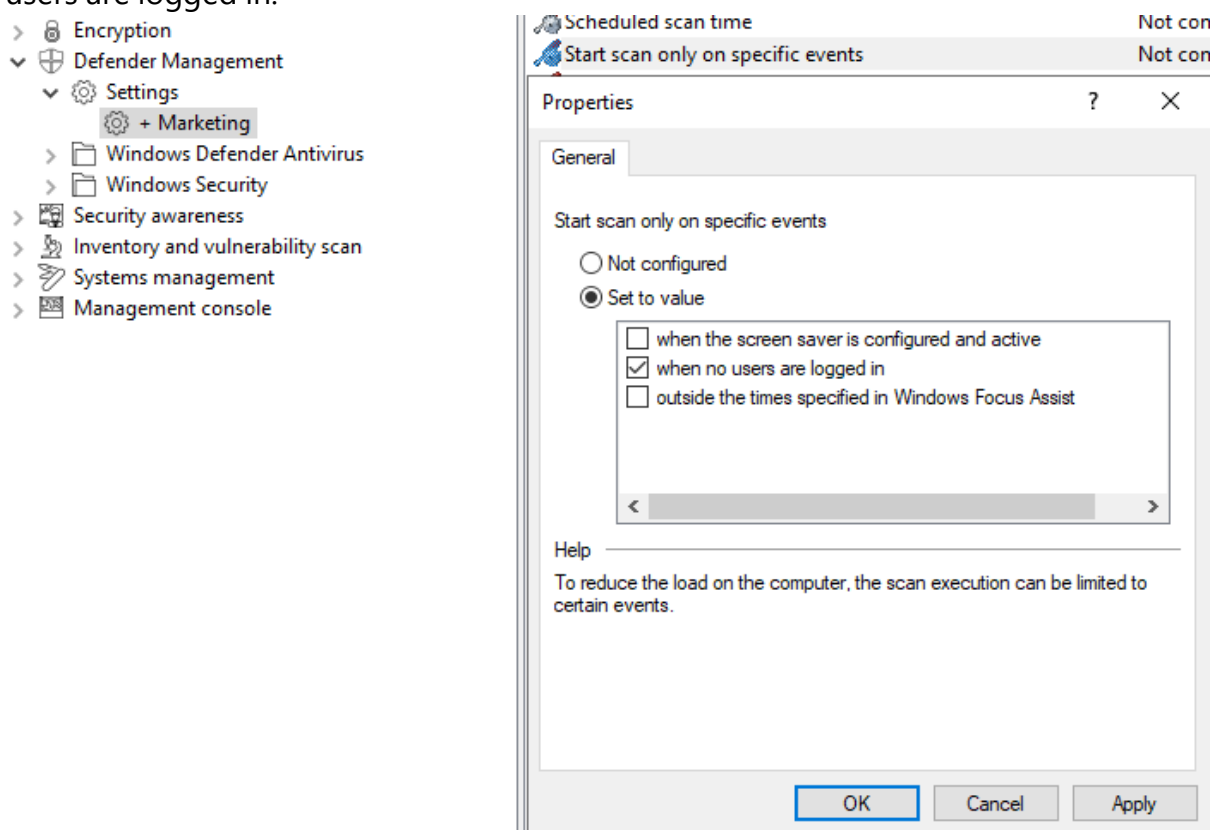 users are logged in.
Encryption
Defender Management
Settings
+ Marketing
Windows Defender Antivirus
Windows Security
Security awareness
Inventory and vulnerability scan
Systems management
Management console
Scheduled scan time Not con
Start scan only on specific events Not con
Properties ? ×
General
Start scan only on specific events
Not configured
Set to value
when the screen saver is configured and active
when no users are logged in
outside the times specified in Windows Focus Assist
Help
To reduce the load on the computer, the scan execution can be limited to
certain events.
OK Cancel Apply